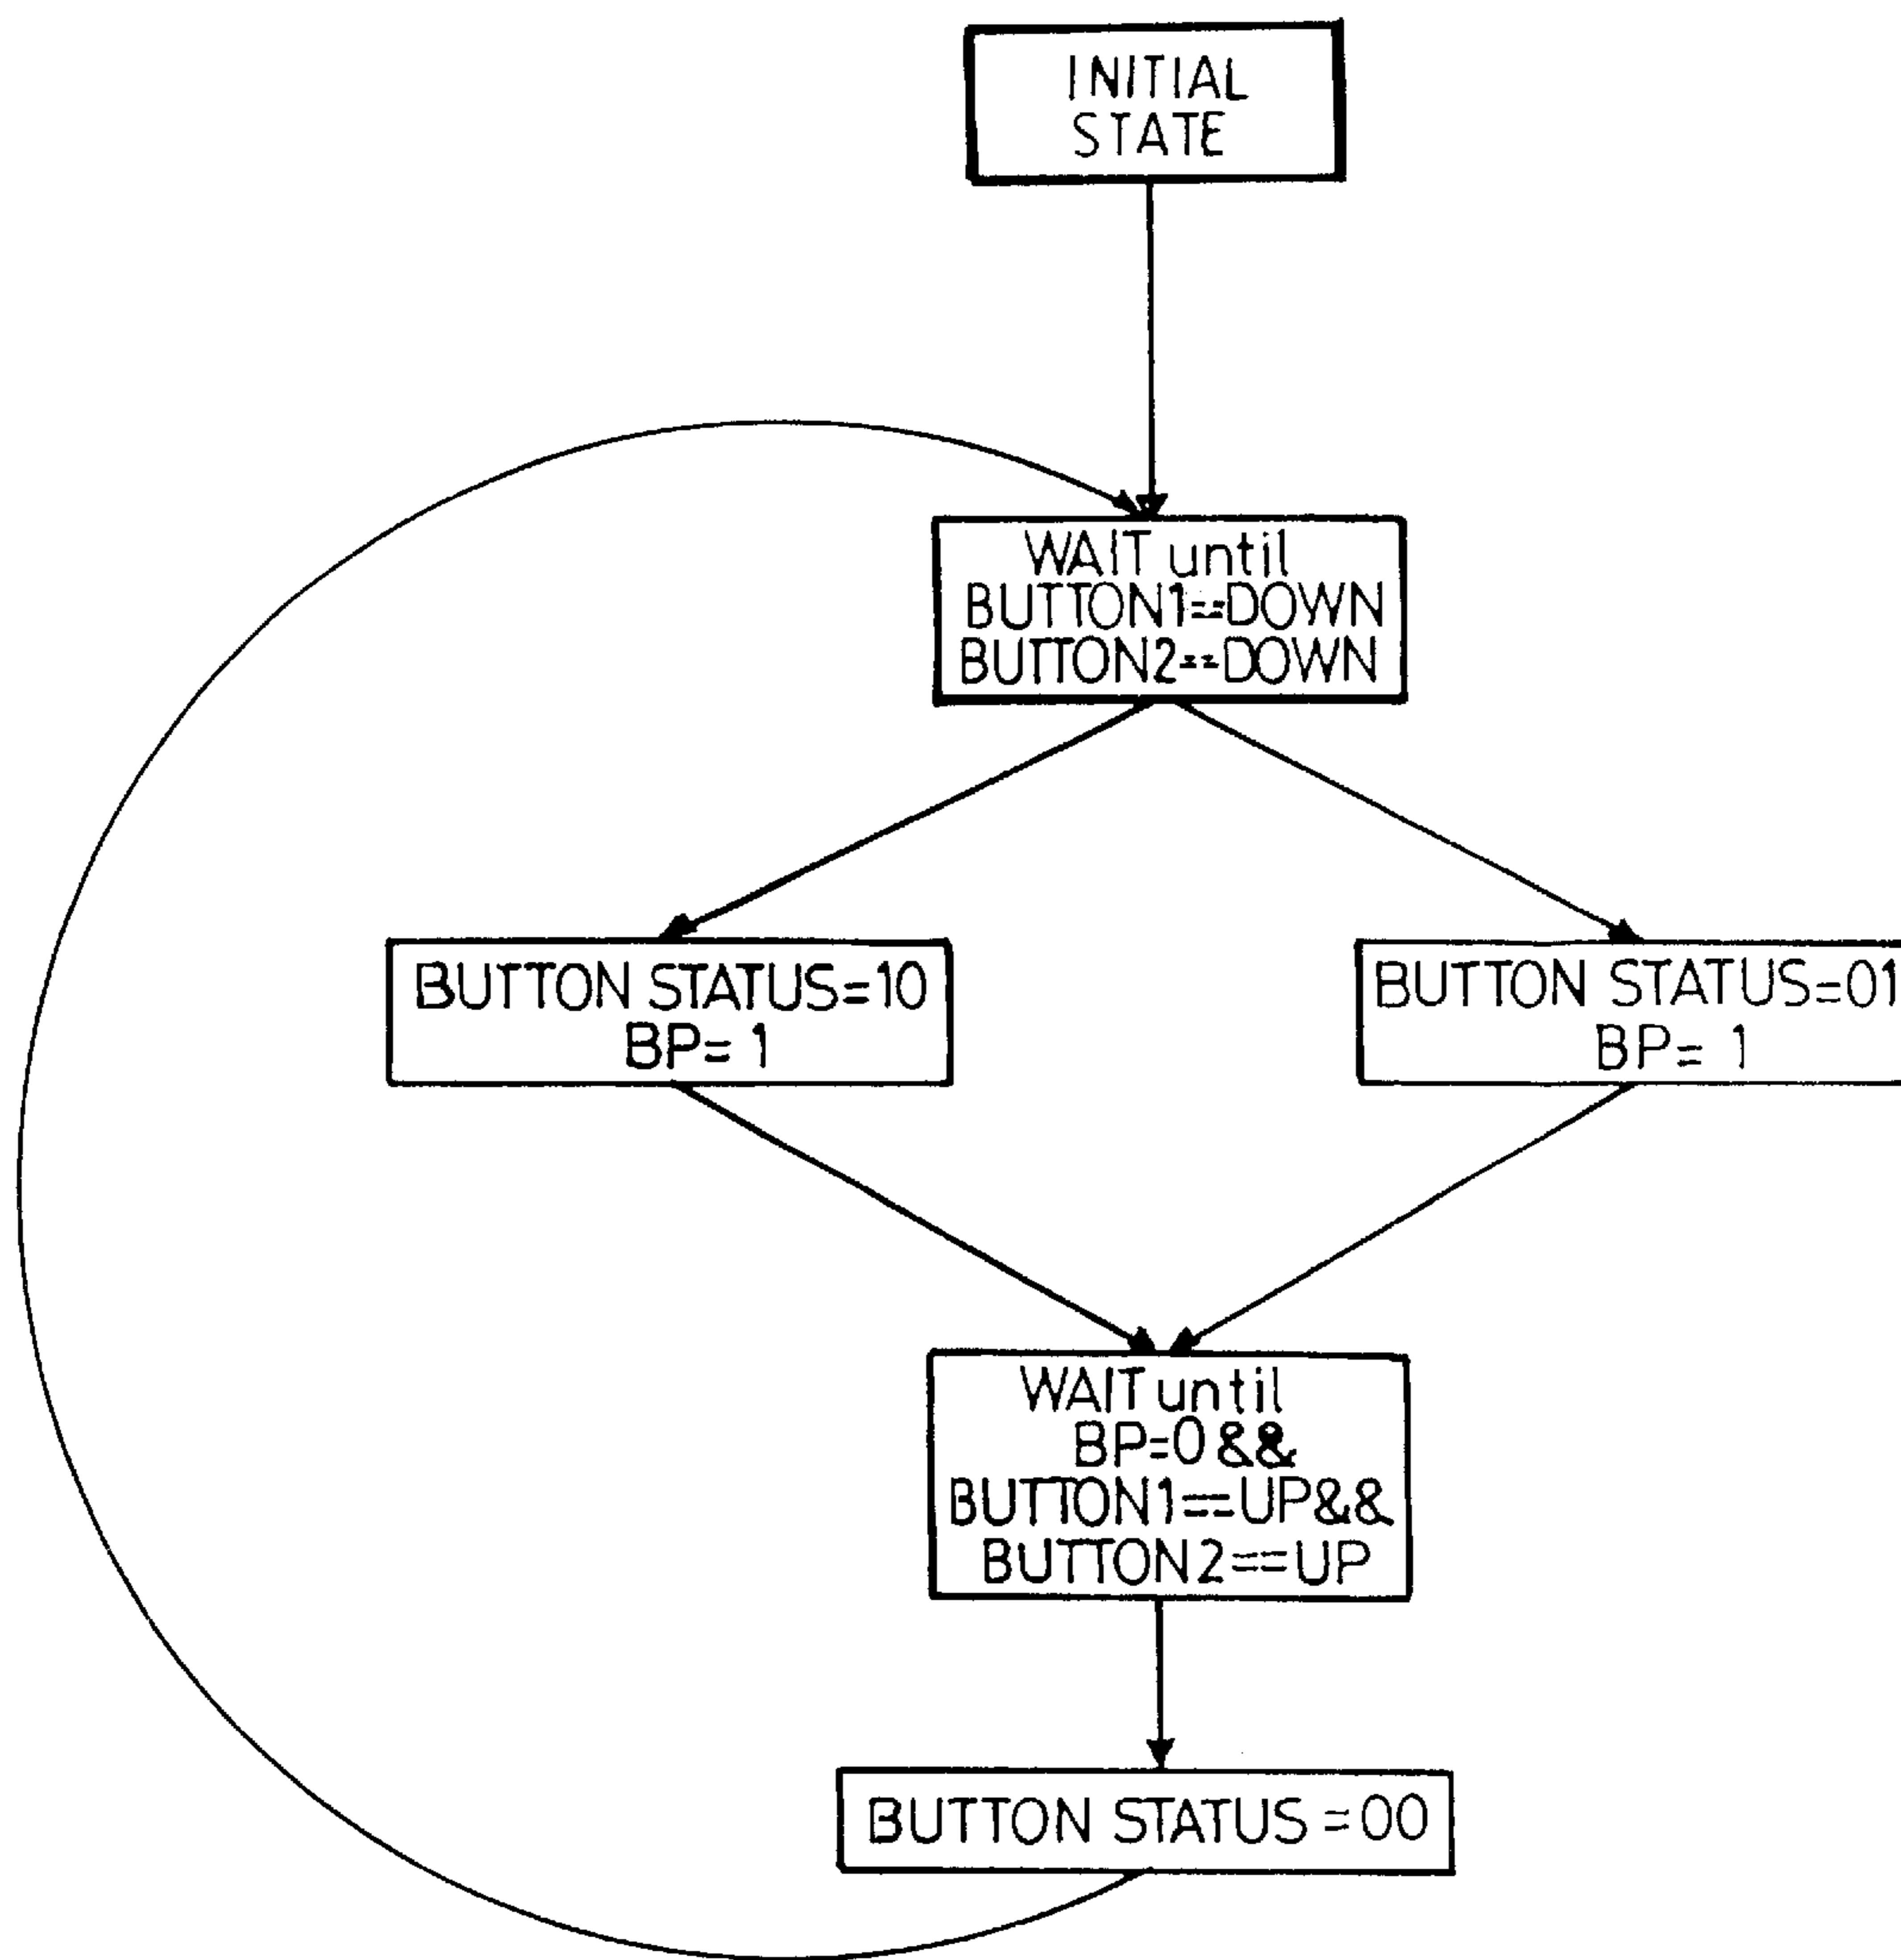 INITIAL
STATE
WAIT until
BUTTON1==DOWN
BUTTON2==DOWN
BUTTON STATUS=10
BP=1
BUTTON STATUS=01
BP=1
WAIT until
BP=0&&
BUTTON1==UP&&
BUTTON2==UP
BUTTON STATUS=00